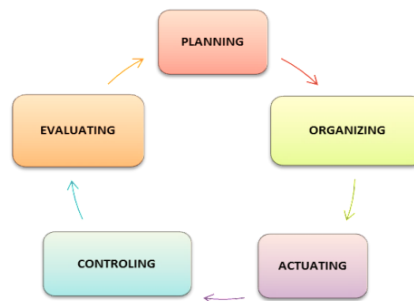 PLANNING
ORGANIZING
ACTUATING
CONTROLING
EVALUATING